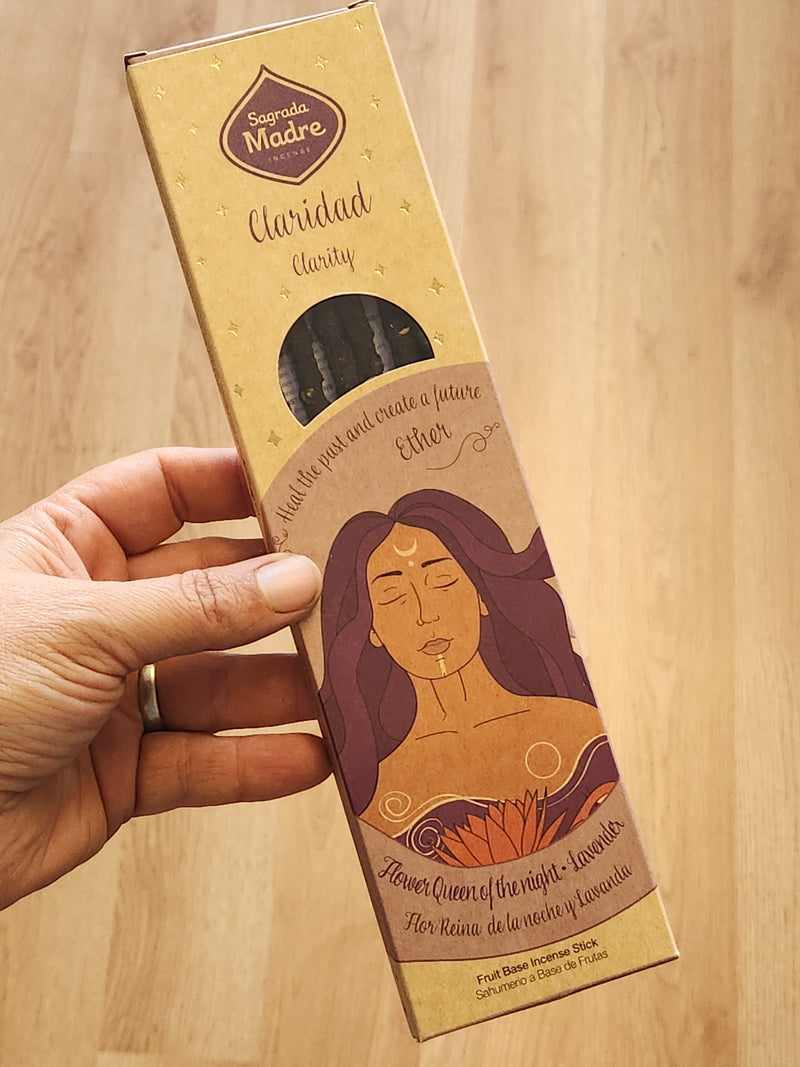 Sagrada
Madre
INCENSE
Claridad
Clarity
Heal the past and create a future
Ether
Flower Queen of the night • Lavender
Flor Reina de la noche y Lavanda
Fruit Base Incense Stick
Sahumerio a Base de Frutas